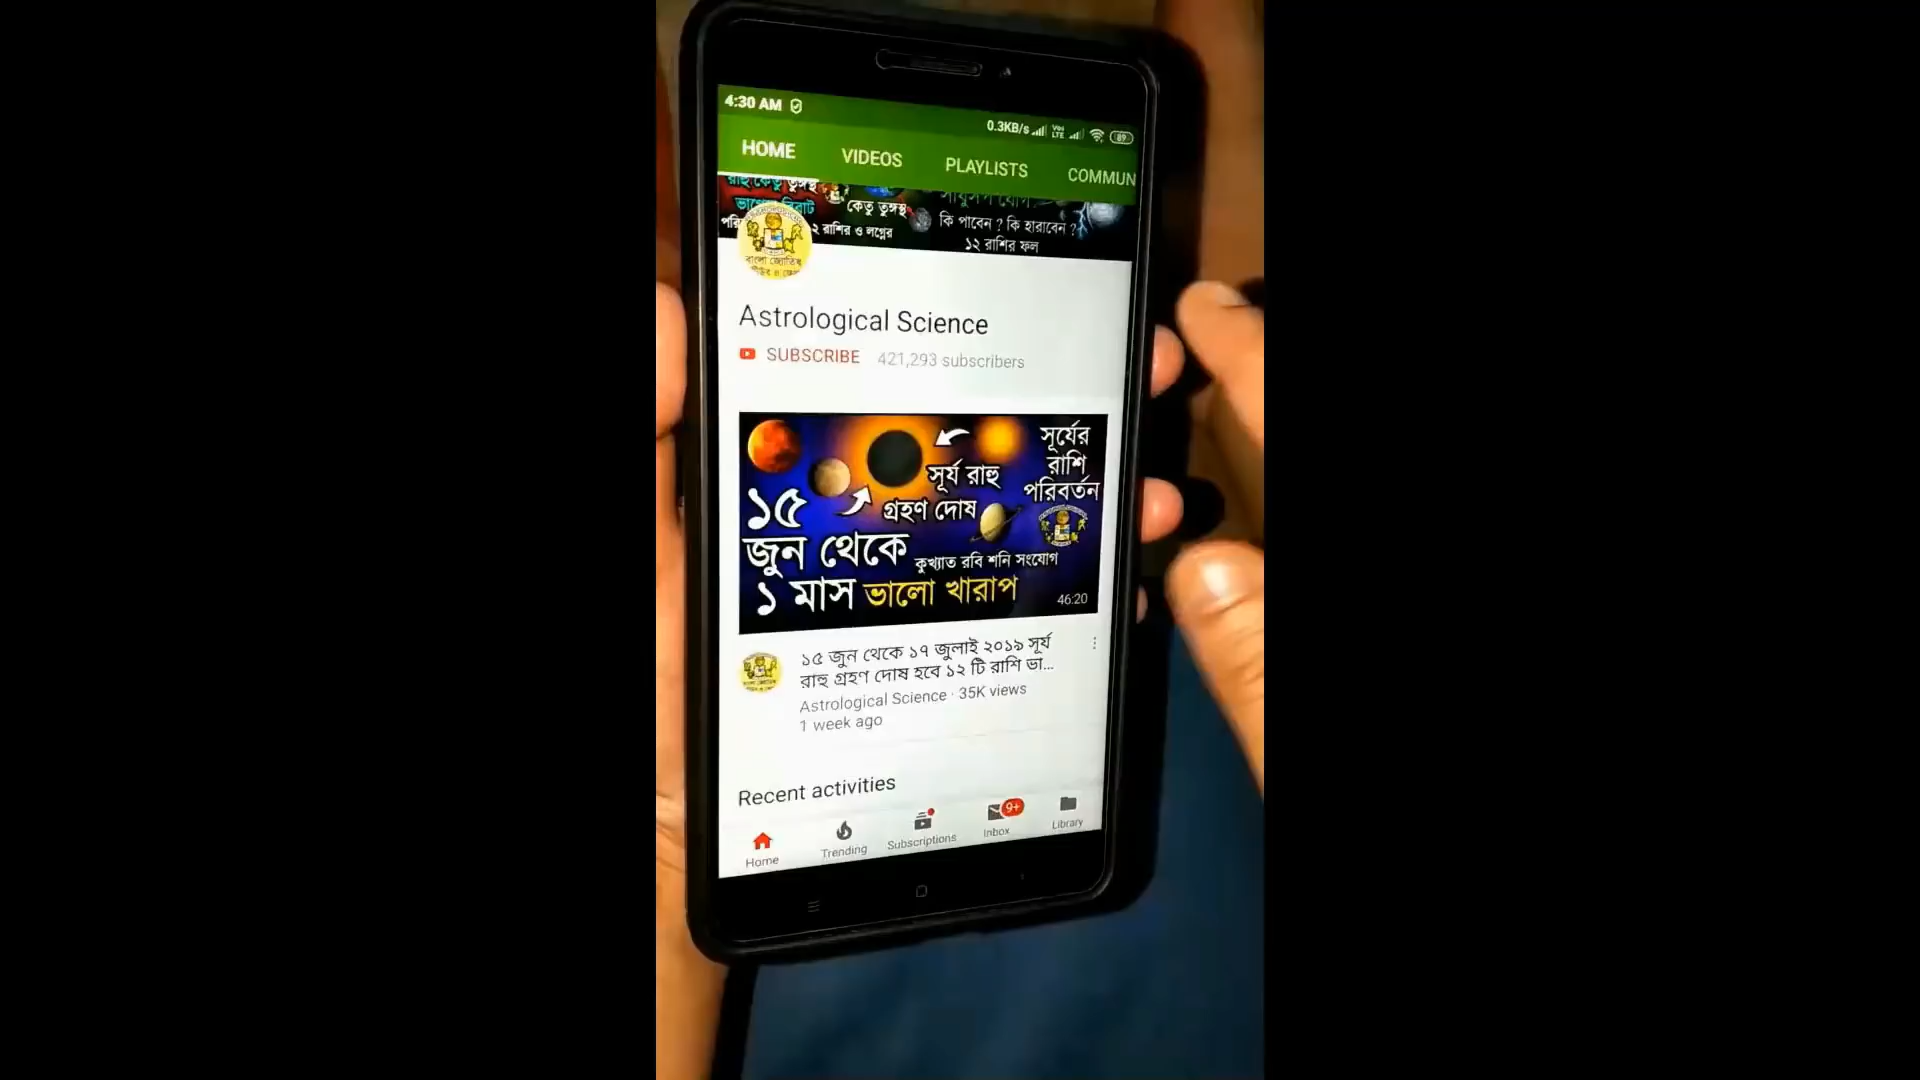 4:30 AM
0.3KB/s
89
HOME
VIDEOS
PLAYLISTS
COMMUN
রাহু কেতু তুঙ্গস্থ
কেতু তুঙ্গস্থ
২ রাশির ও লগ্নের
কি পাবেন ? কি হারাবেন ?
১২ রাশির ফল
বাংলা জ্যোতিষ
Astrological Science
SUBSCRIBE 421,293 subscribers
সূর্যের
রাশি
পরিবর্তন
সূর্য রাহু
গ্রহণ দোষ
১৫
জুন থেকে
কুখ্যাত রবি শনি সংযোগ
১ মাস ভালো খারাপ
46:20
১৫ জুন থেকে ১৭ জুলাই ২০১৯ সূর্য
রাহু গ্রহণ দোষ হবে ১২ টি রাশি ভা...
Astrological Science · 35K views
1 week ago
Recent activities
Home
Trending
Subscriptions
9+
Inbox
Library